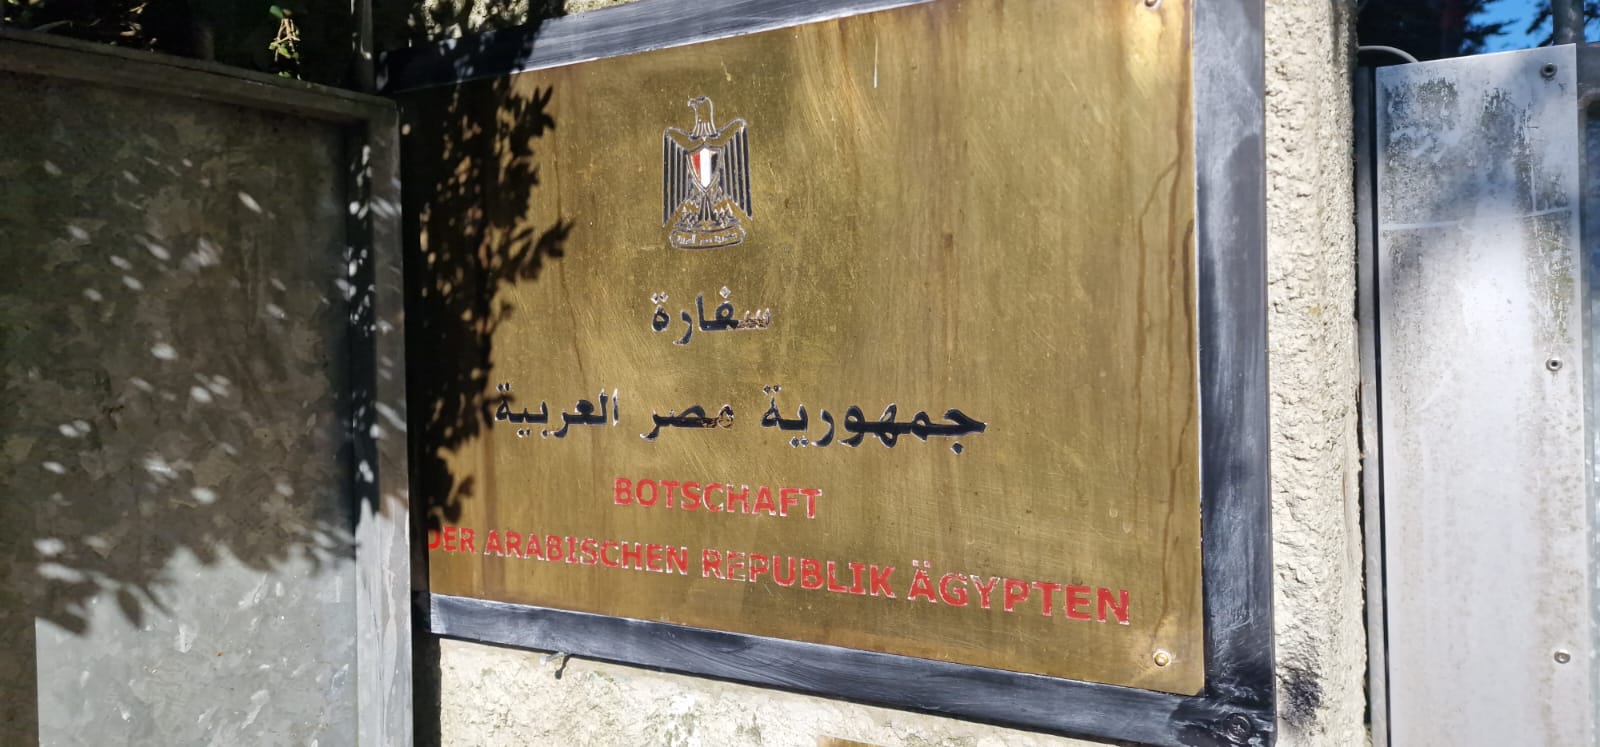 سفارة
جمهورية مصر العربية
BOTSCHAFT
DER ARABISCHEN REPUBLIK ÄGYPTEN